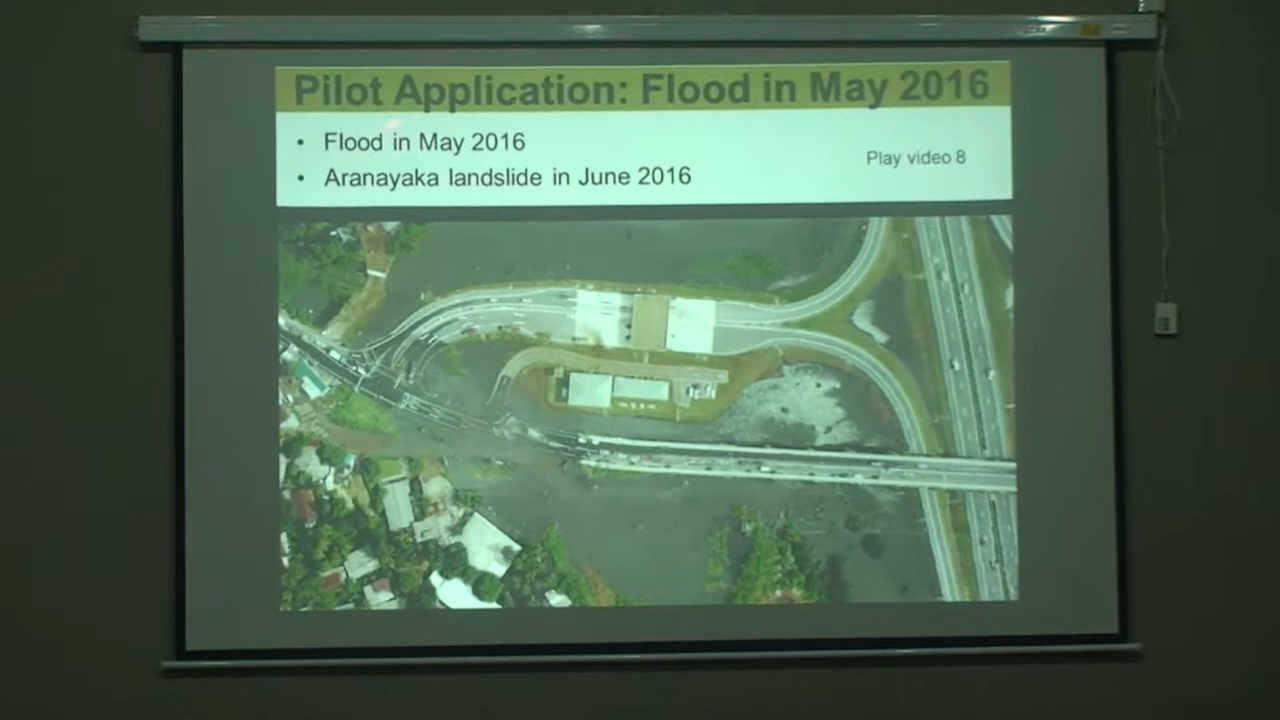 Pilot Application: Flood in May 2016
• Flood in May 2016
Play video 8
• Aranayaka landslide in June 2016